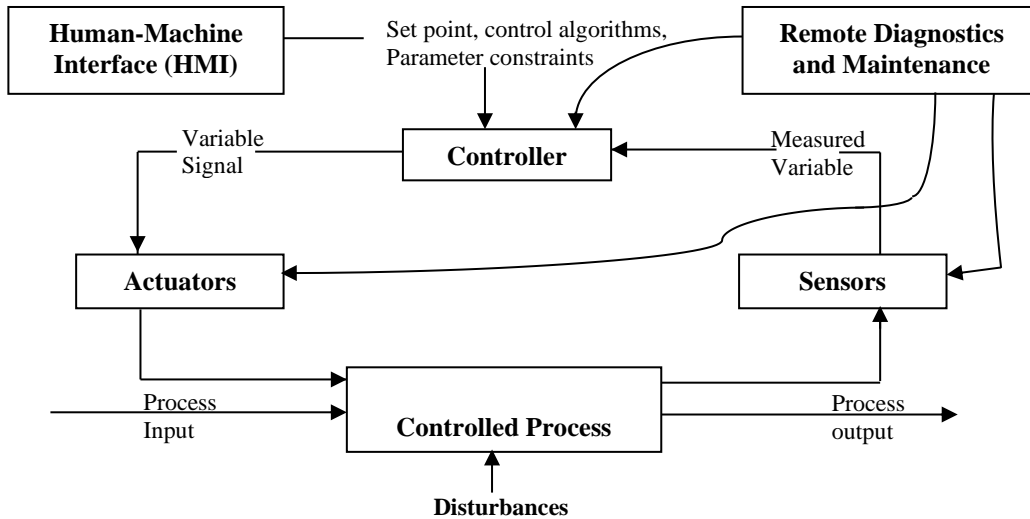 Human-Machine
Interface (HMI)
Set point, control algorithms,
Parameter constraints
Remote Diagnostics
and Maintenance
Variable
Signal
Controller
Measured
Variable
Actuators
Sensors
Process
Input
Controlled Process
Process
output
Disturbances